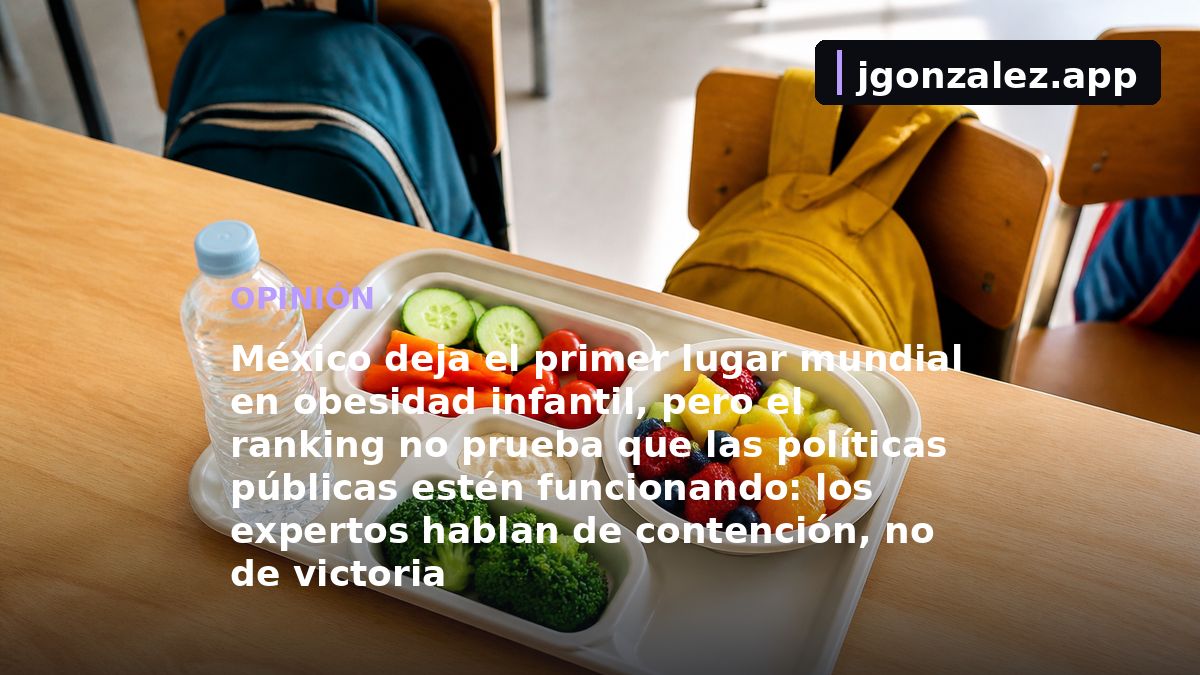 jgonzalez.app
OPINIÓN
México deja el primer lugar mundial
en obesidad infantil, pero el
ranking no prueba que las políticas
públicas estén funcionando: los
expertos hablan de contención, no
de victoria